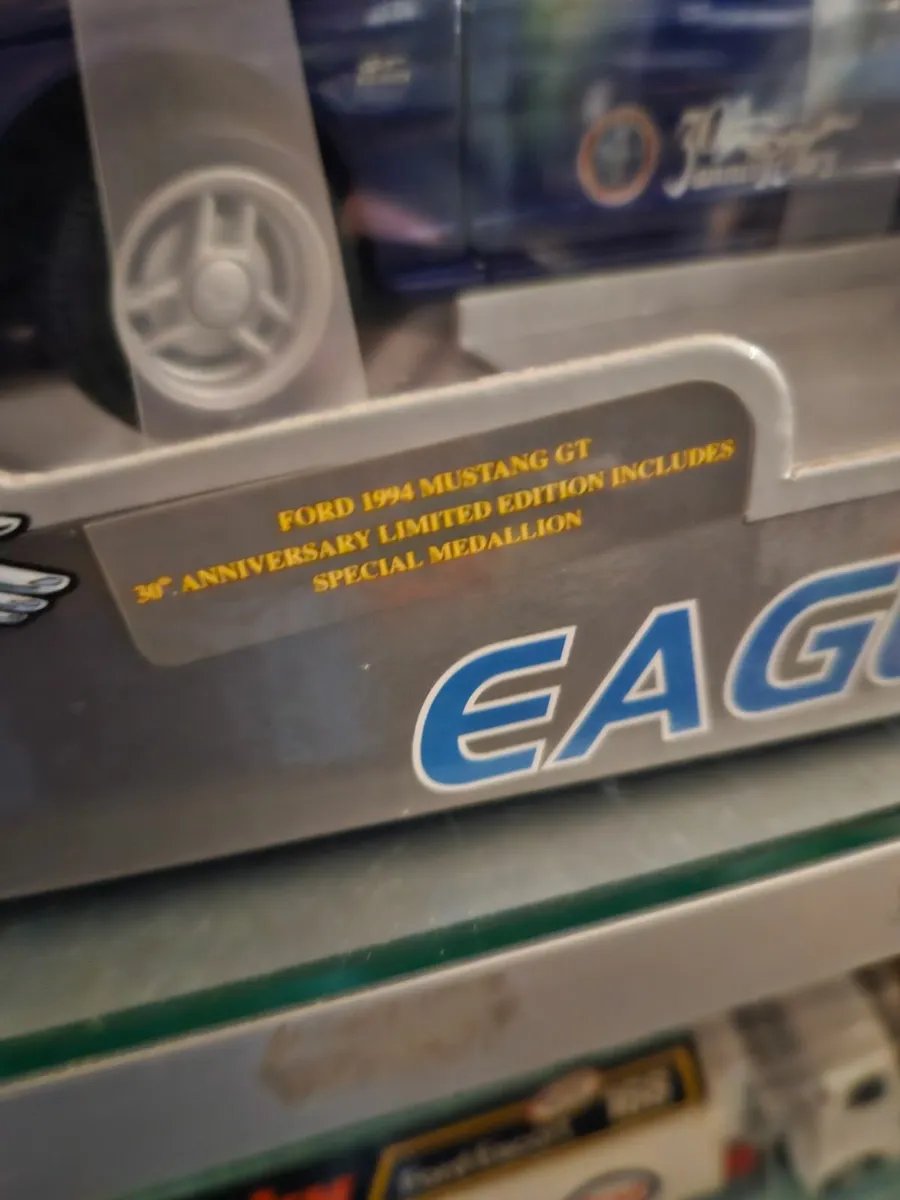 FORD 1994 MUSTANG GT
30th ANNIVERSARY LIMITED EDITION INCLUDES
SPECIAL MEDALLION
EAG